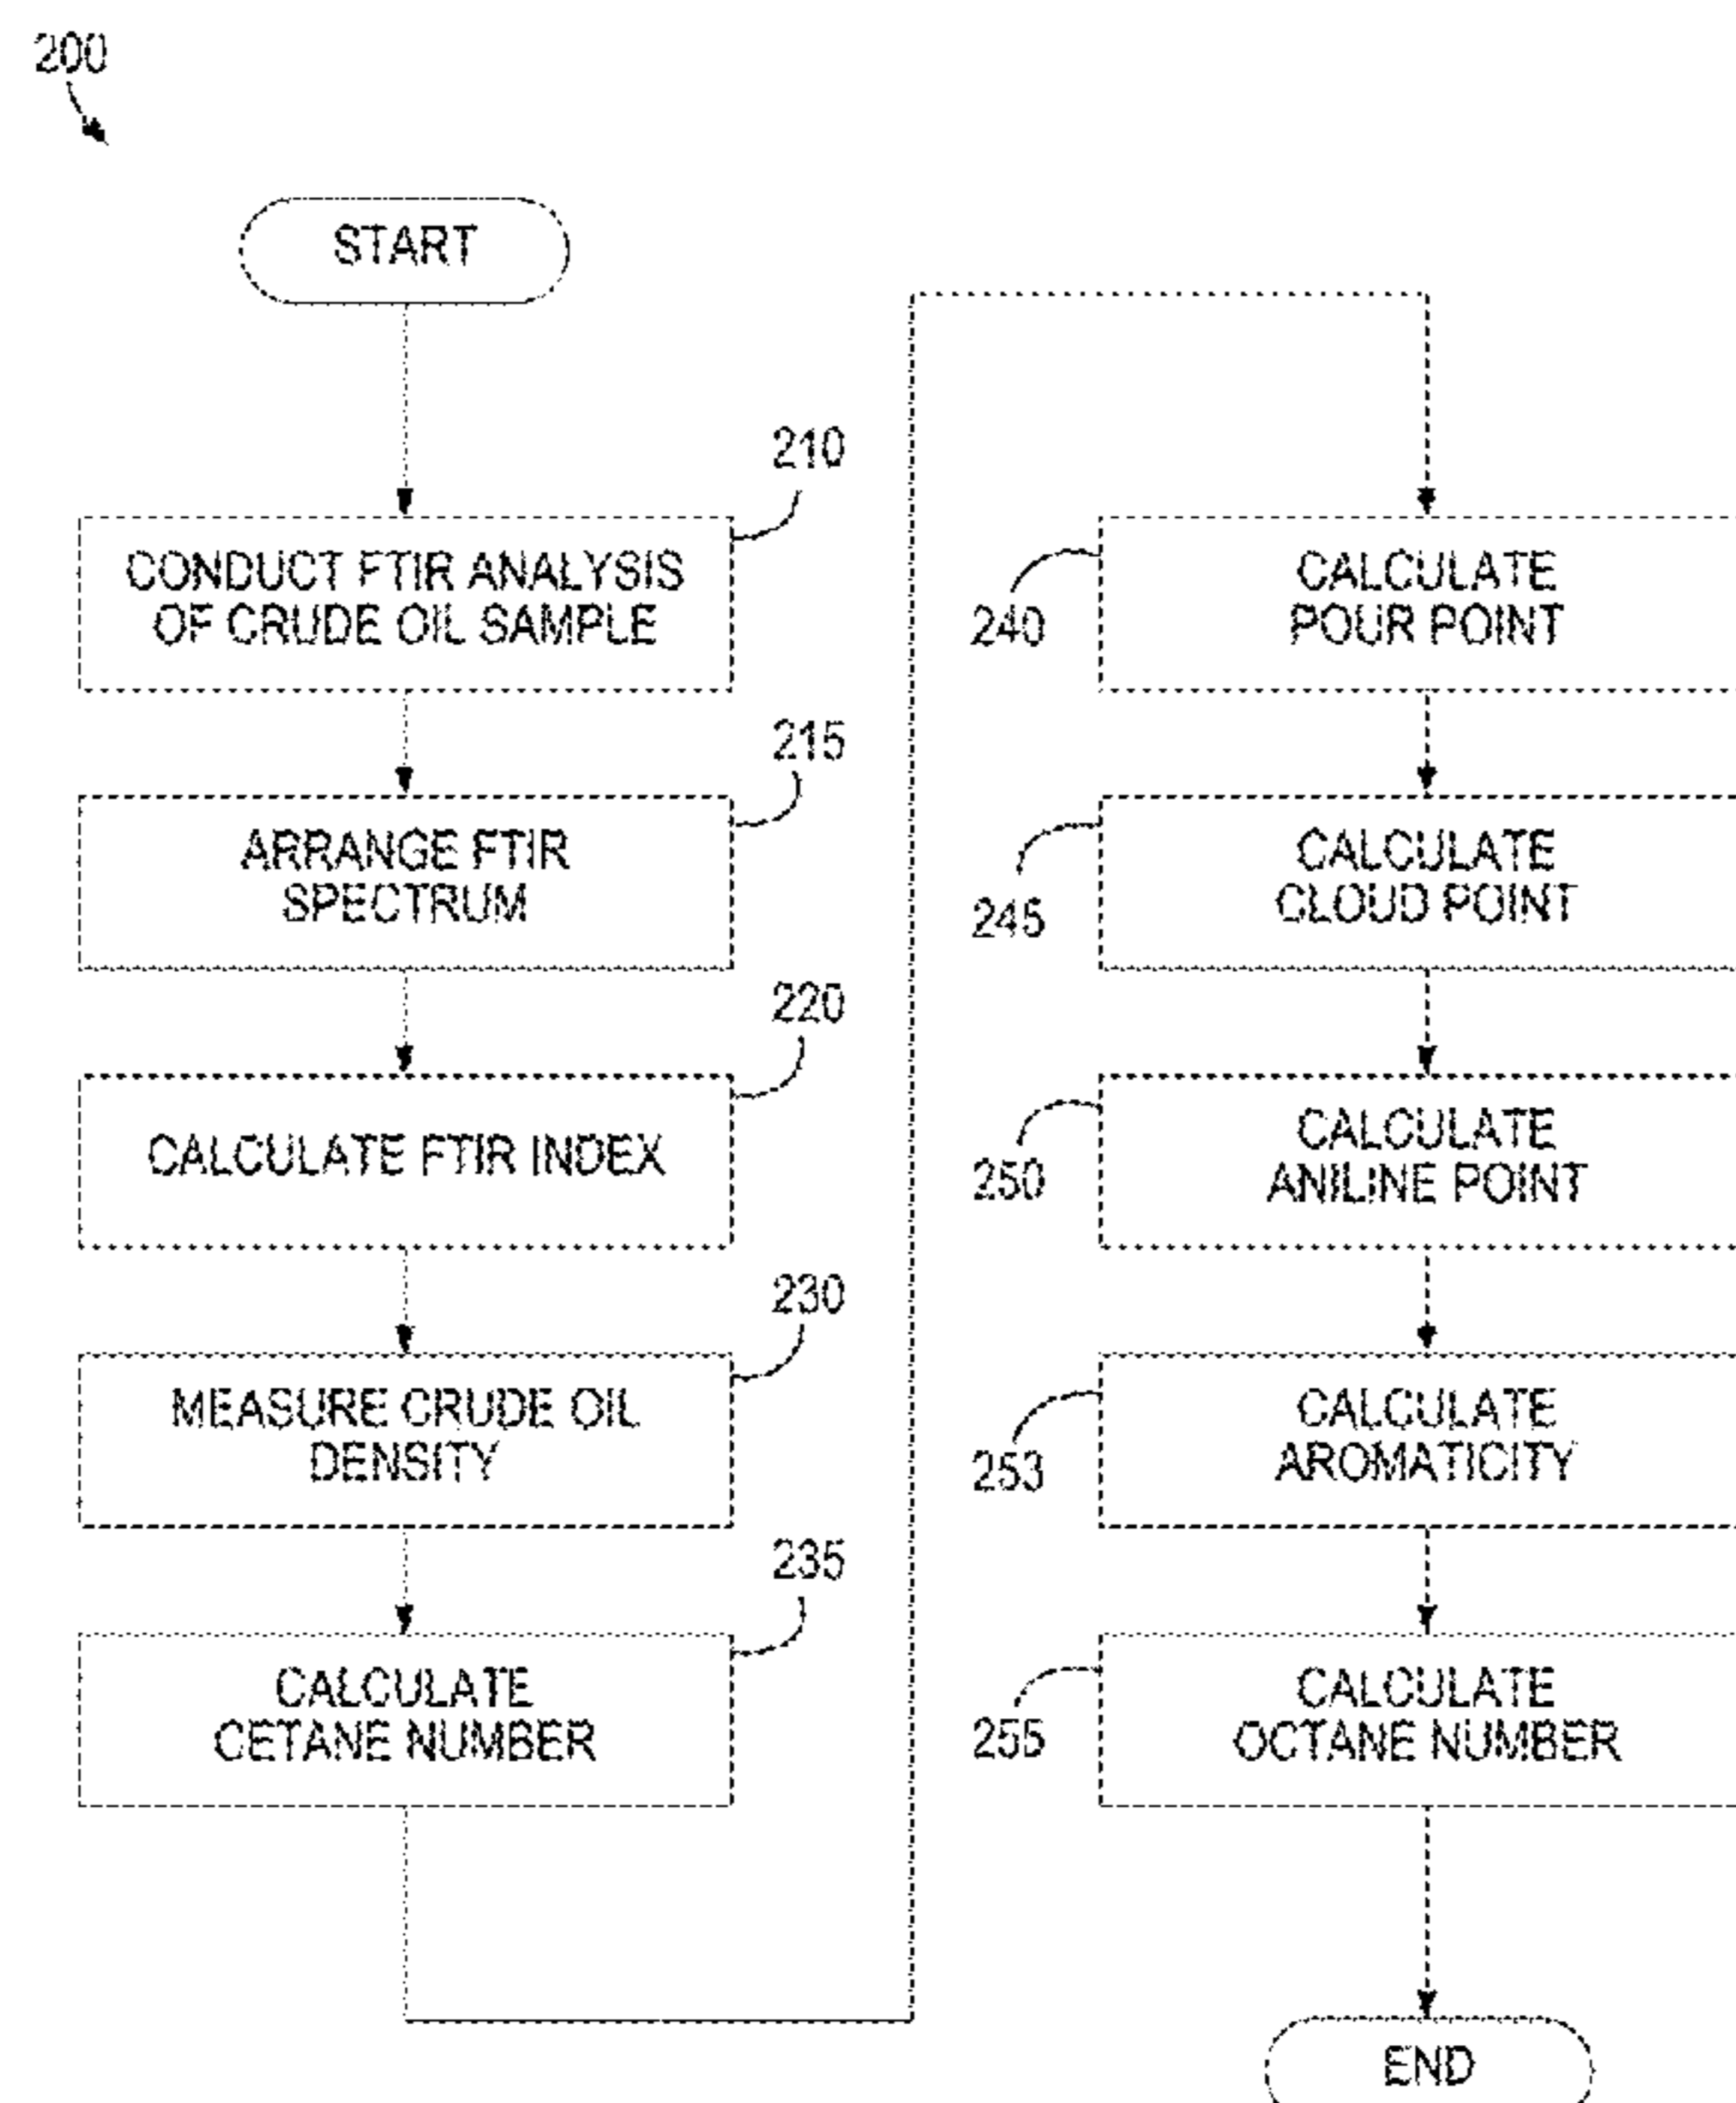 200
START
210
CONDUCT FTIR ANALYSIS
OF CRUDE OIL SAMPLE
215
ARRANGE FTIR
SPECTRUM
220
CALCULATE FTIR INDEX
230
MEASURE CRUDE OIL
DENSITY
235
CALCULATE
CETANE NUMBER
240
CALCULATE
POUR POINT
245
CALCULATE
CLOUD POINT
250
CALCULATE
ANILINE POINT
253
CALCULATE
AROMATICITY
255
CALCULATE
OCTANE NUMBER
END